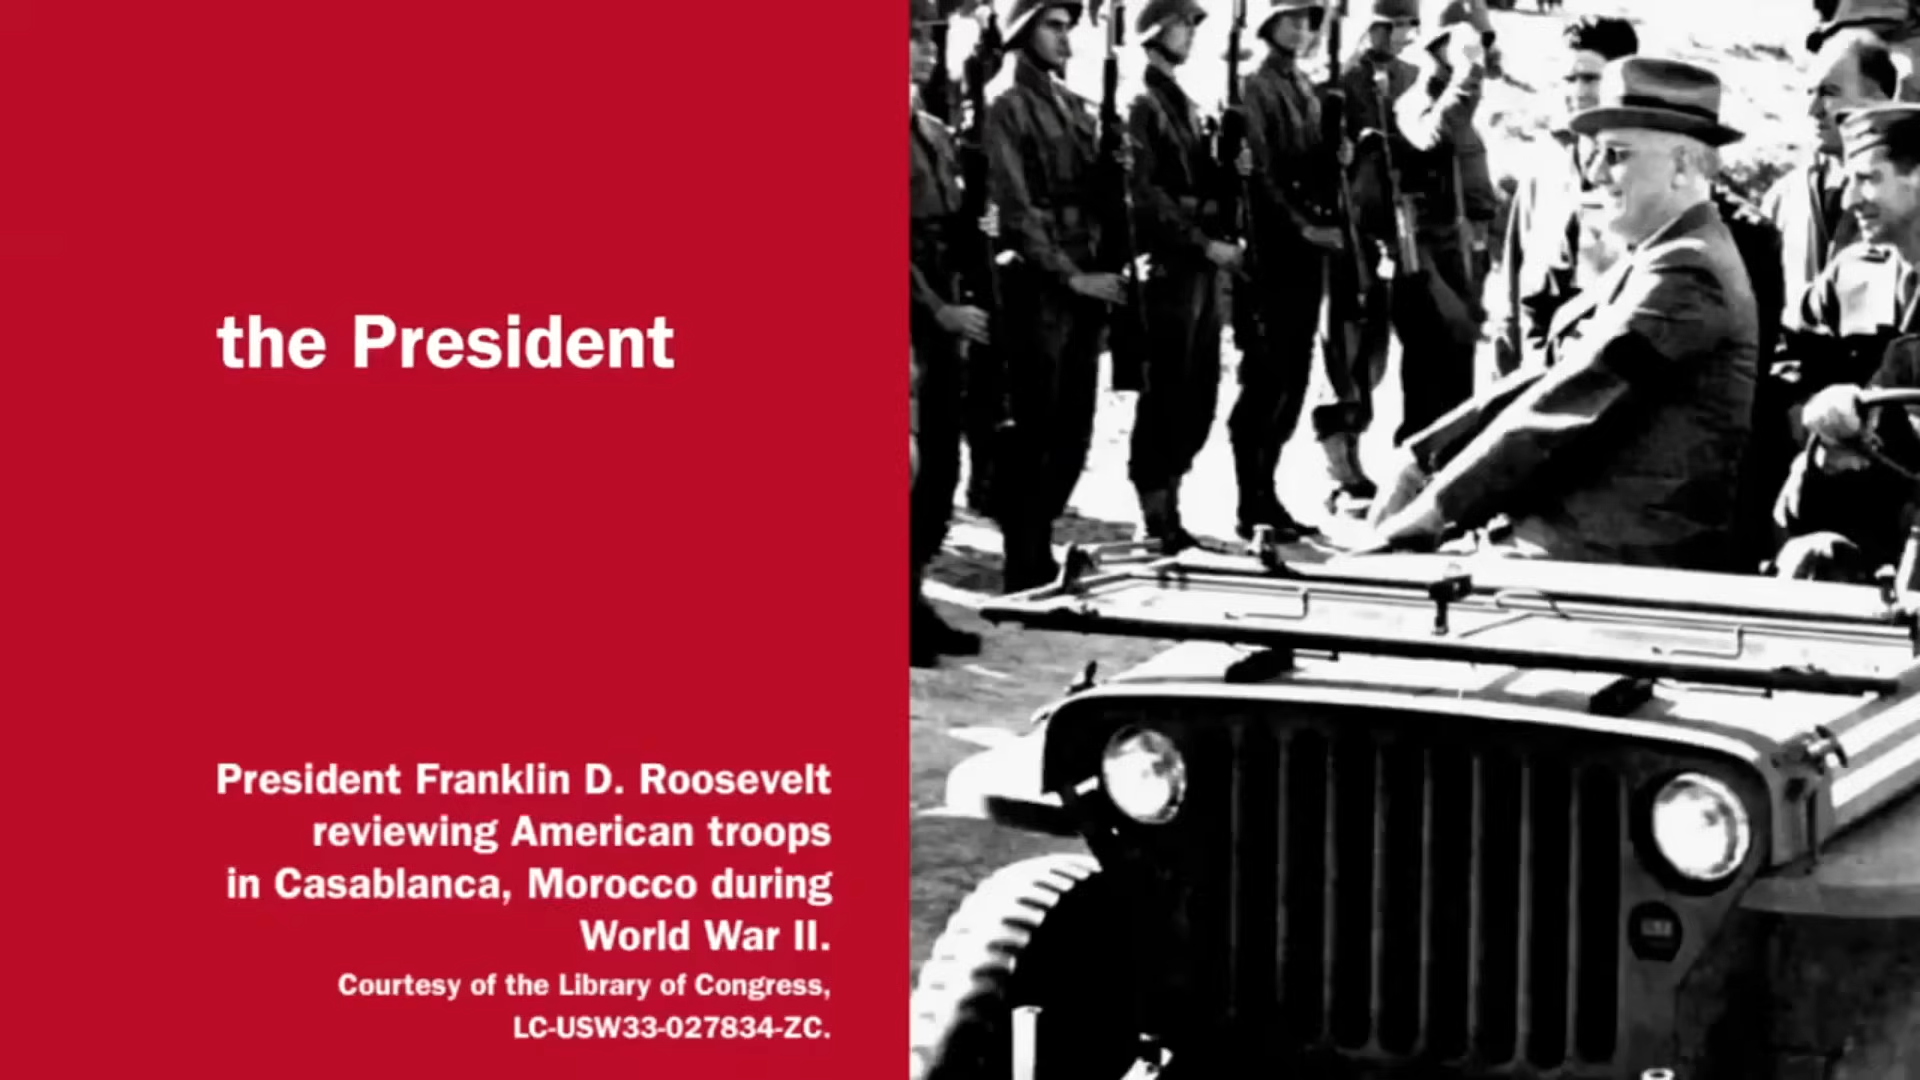 the President
President Franklin D. Roosevelt
reviewing American troops
in Casablanca, Morocco during
World War II.
Courtesy of the Library of Congress,
LC-USW33-027834-ZC.